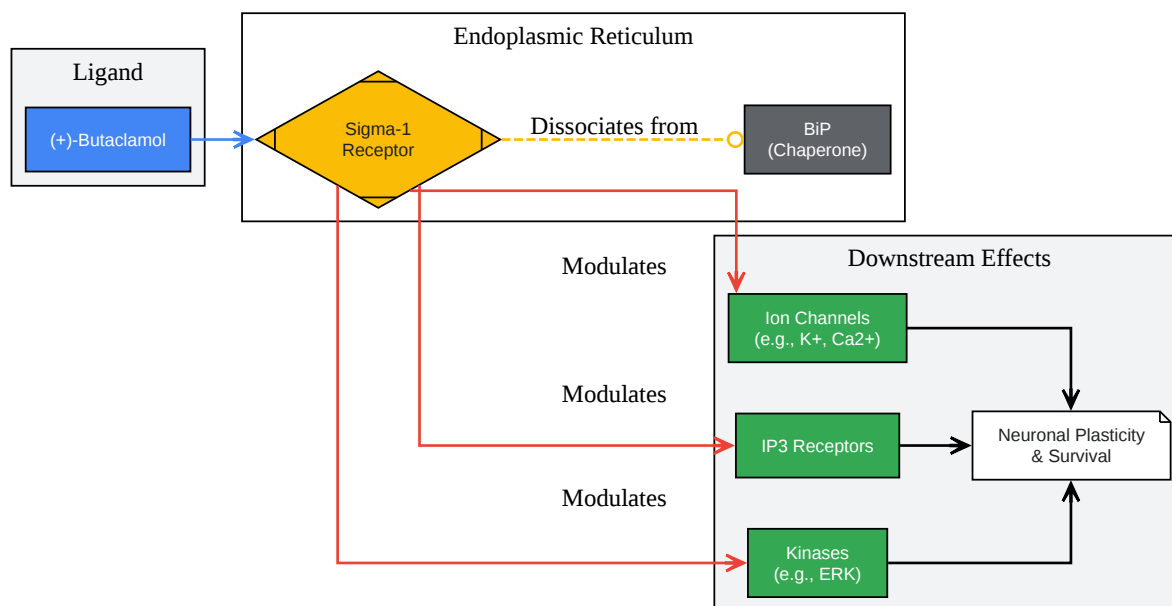 Endoplasmic Reticulum
Ligand
(+)-Butaclamol
Sigma-1
Receptor
Dissociates from
BiP
(Chaperone)
Modulates
Downstream Effects
Ion Channels
(e.g., K+, Ca2+)
Modulates
IP3 Receptors
Neuronal Plasticity
& Survival
Modulates
Kinases
(e.g., ERK)